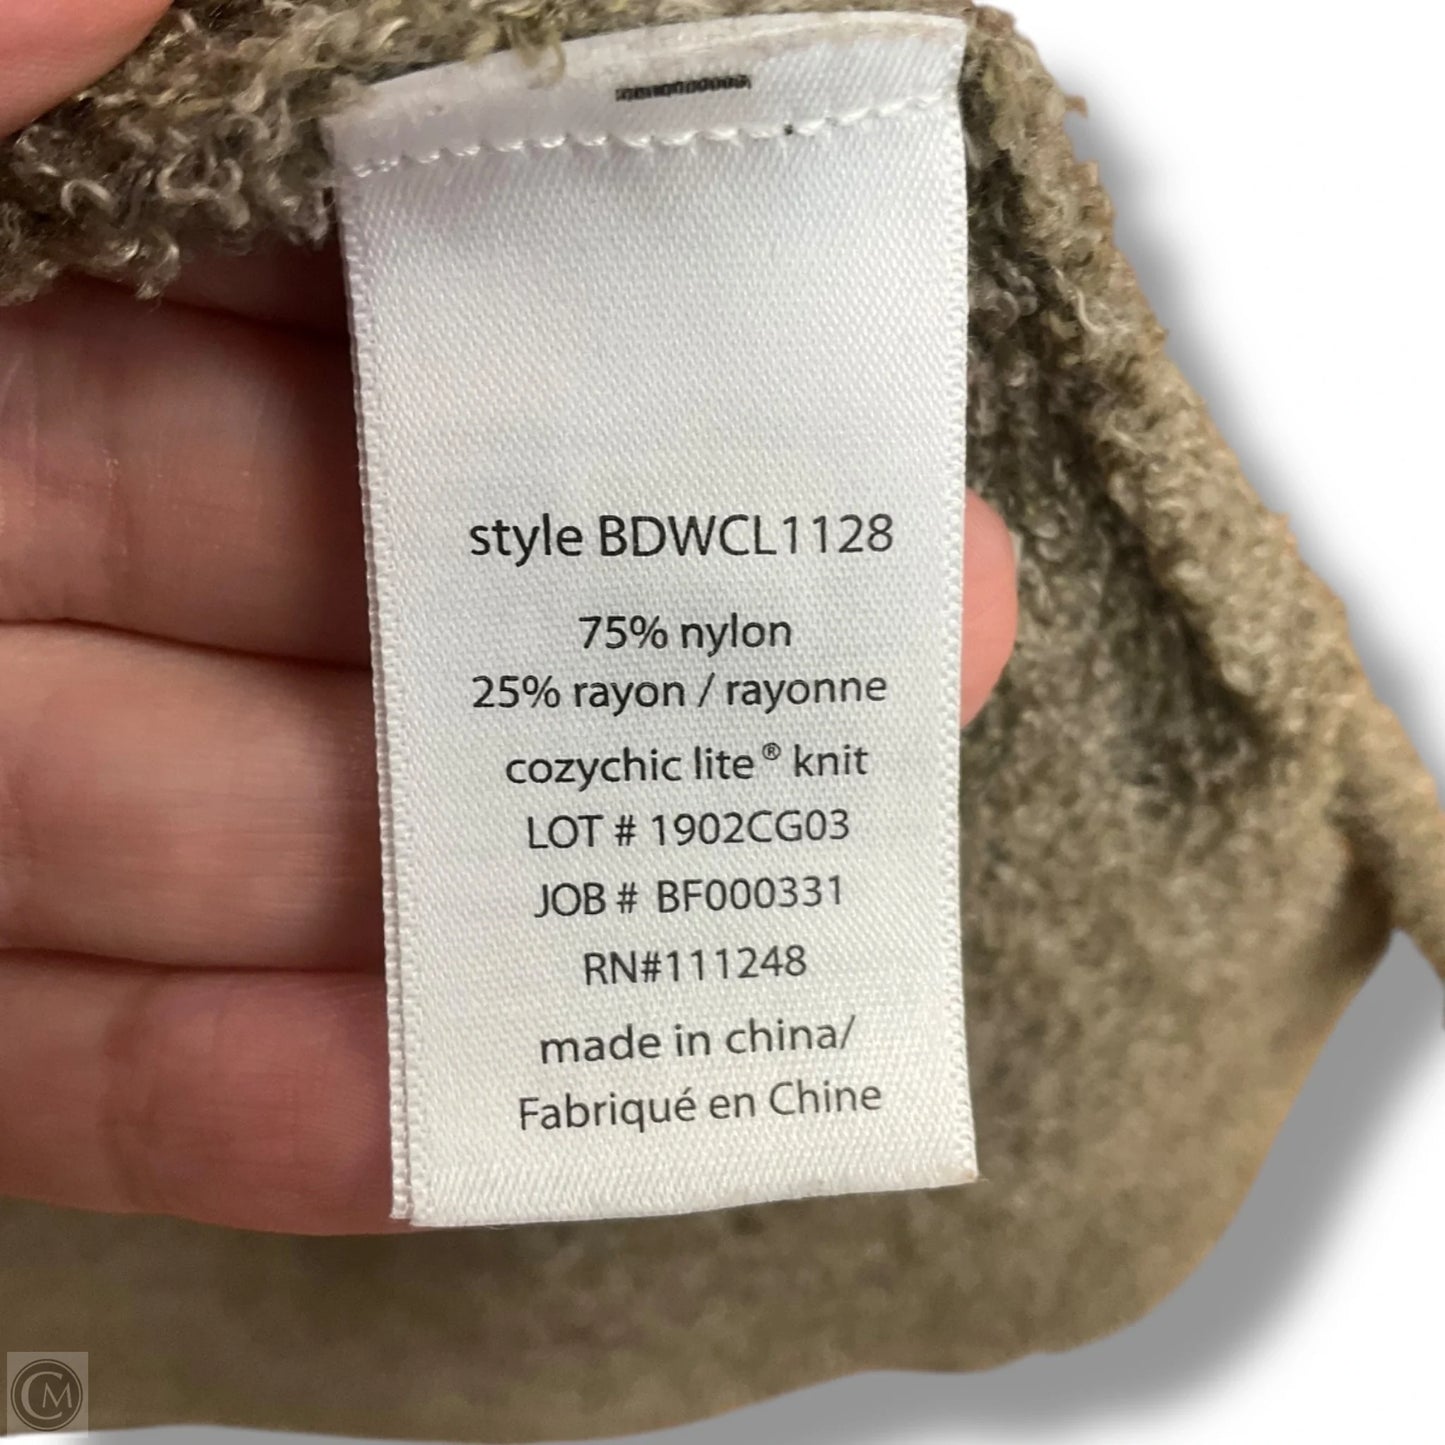 style BDWCL1128
75% nylon
25% rayon / rayonne
cozychic lite® knit
LOT # 1902CG03
JOB # BF000331
RN#111248
made in china/
Fabriqué en Chine
CM